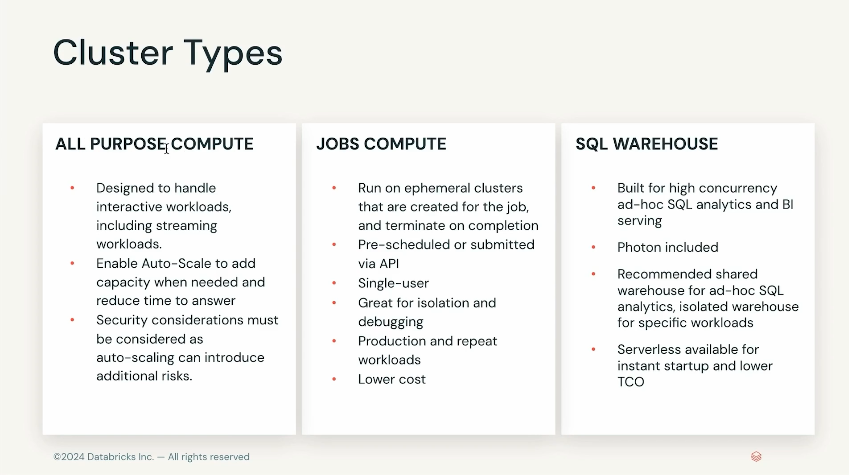 Cluster Types
ALL PURPOSE COMPUTE
Designed to handle
interactive workloads,
including streaming
workloads.
Enable Auto-Scale to add
capacity when needed and
reduce time to answer
Security considerations must
be considered as
auto-scaling can introduce
additional risks.
JOBS COMPUTE
Run on ephemeral clusters
that are created for the job,
and terminate on completion
Pre-scheduled or submitted
via API
Single-user
Great for isolation and
debugging
Production and repeat
workloads
Lower cost
SQL WAREHOUSE
Built for high concurrency
ad-hoc SQL analytics and BI
serving
Photon included
Recommended shared
warehouse for ad-hoc SQL
analytics, isolated warehouse
for specific workloads
Serverless available for
instant startup and lower
TCO
©2024 Databricks Inc. — All rights reserved